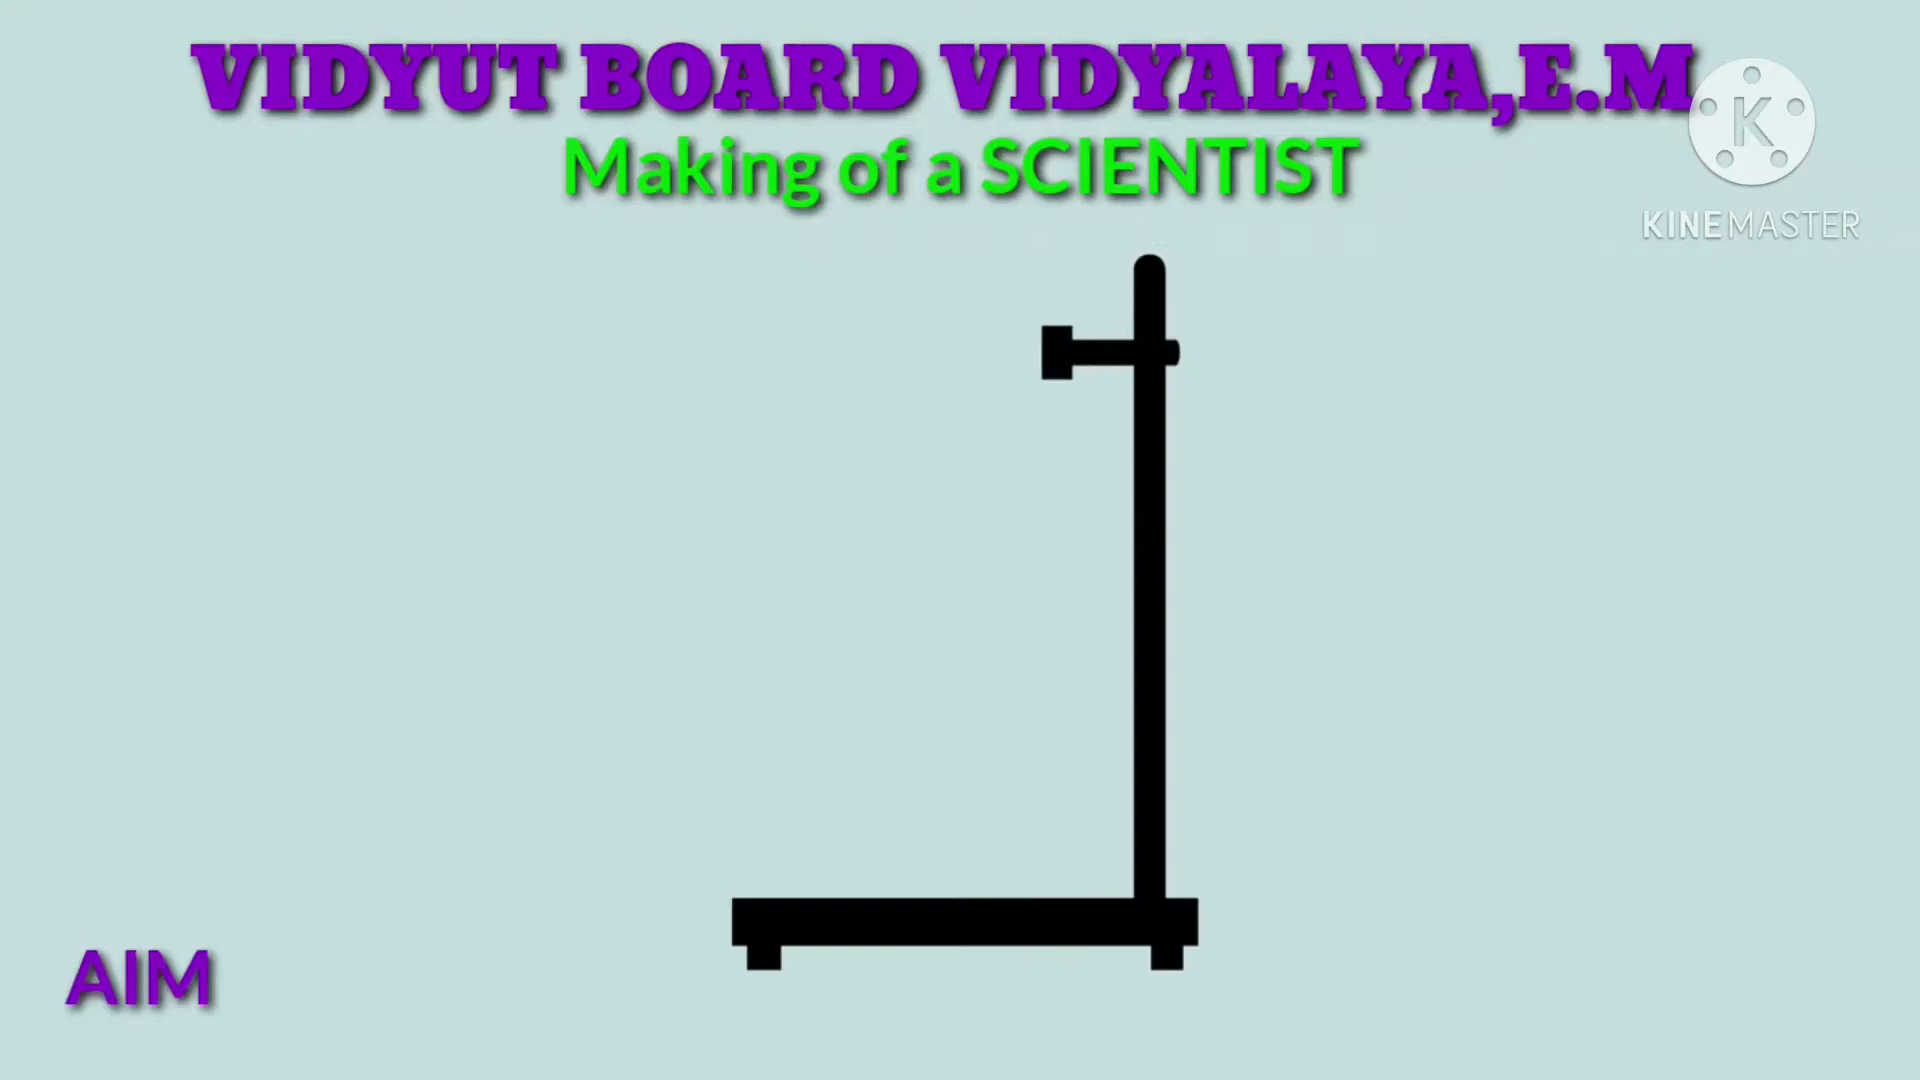 VIDYUT BOARD VIDYALAYA,E.M
Making of a SCIENTIST
K
KINEMASTER
AIM